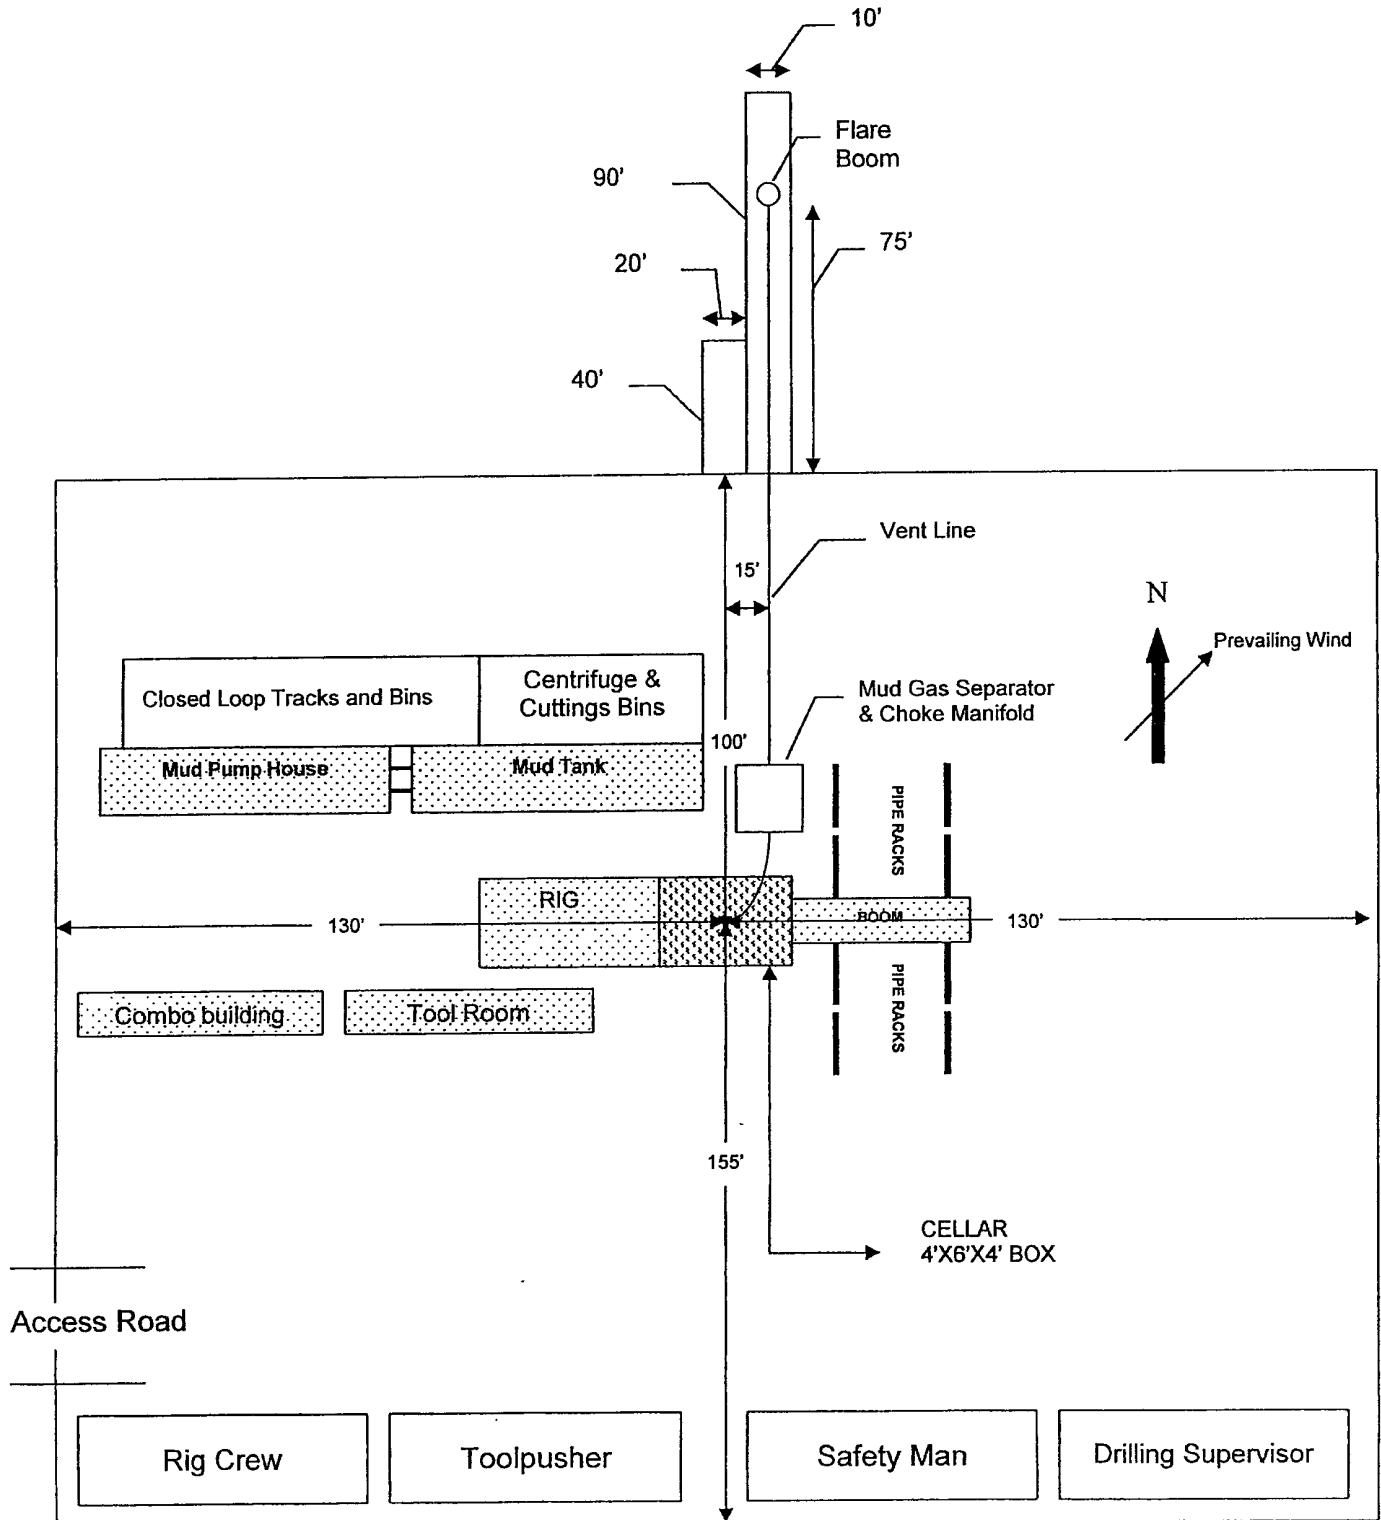 10'
Flare
Boom
90'
75'
20'
40'
Vent Line
15'
N
Prevailing Wind
Closed Loop Tracks and Bins
Centrifuge &
Cuttings Bins
Mud Gas Separator
& Choke Manifold
100'
Mud Pump House
Mud Tank
PIPE RACKS
RIG
BOOM
130'
130'
PIPE RACKS
Combo building
Tool Room
155'
CELLAR
4'X6'X4' BOX
Access Road
Rig Crew
Toolpusher
Safety Man
Drilling Supervisor